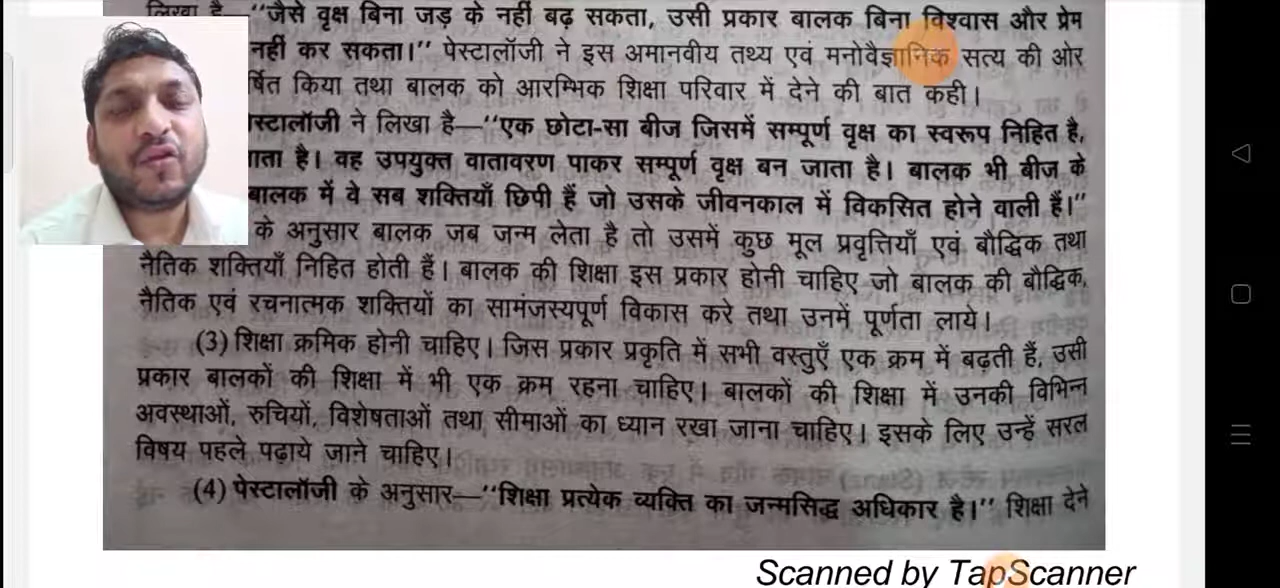 लिखा है—"जैसे वृक्ष बिना जड़ के नहीं बढ़ सकता, उसी प्रकार बालक बिना विश्वास और प्रेम
नहीं कर सकता।" पेस्टालॉजी ने इस अमानवीय तथ्य एवं मनोवैज्ञानिक सत्य की ओर
र्षित किया तथा बालक को आरम्भिक शिक्षा परिवार में देने की बात कही।
स्टालॉजी ने लिखा है—"एक छोटा-सा बीज जिसमें सम्पूर्ण वृक्ष का स्वरूप निहित है,
ाता है। वह उपयुक्त वातावरण पाकर सम्पूर्ण वृक्ष बन जाता है। बालक भी बीज के
बालक में वे सब शक्तियाँ छिपी हैं जो उसके जीवनकाल में विकसित होने वाली हैं।"
के अनुसार बालक जब जन्म लेता है तो उसमें कुछ मूल प्रवृत्तियाँ एवं बौद्धिक तथा
नैतिक शक्तियाँ निहित होती हैं। बालक की शिक्षा इस प्रकार होनी चाहिए जो बालक की बौद्धिक,
नैतिक एवं रचनात्मक शक्तियों का सामंजस्यपूर्ण विकास करे तथा उनमें पूर्णता लाये।
(3) शिक्षा क्रमिक होनी चाहिए। जिस प्रकार प्रकृति में सभी वस्तुएँ एक क्रम में बढ़ती हैं, उसी
प्रकार बालकों की शिक्षा में भी एक क्रम रहना चाहिए। बालकों की शिक्षा में उनकी विभिन्न
अवस्थाओं, रुचियों, विशेषताओं तथा सीमाओं का ध्यान रखा जाना चाहिए। इसके लिए उन्हें सरल
विषय पहले पढ़ाये जाने चाहिए।
(4) पेस्टालॉजी के अनुसार—"शिक्षा प्रत्येक व्यक्ति का जन्मसिद्ध अधिकार है।" शिक्षा देने
Scanned by TapScanner